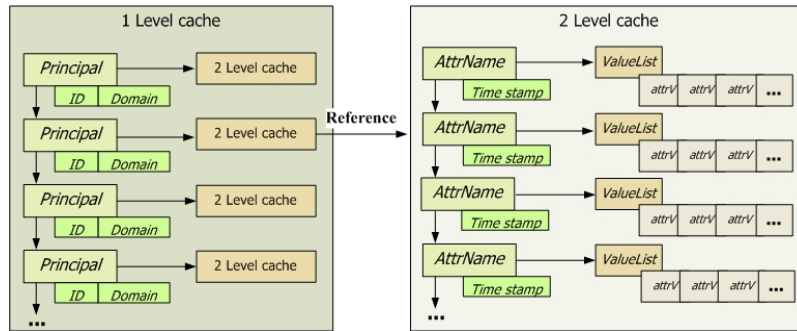 1 Level cache
Principal
2 Level cache
ID
Domain
Principal
2 Level cache
ID
Domain
Principal
2 Level cache
ID
Domain
Principal
2 Level cache
ID
Domain
...
Reference
2 Level cache
AttrName
ValueList
Time stamp
attrV
attrV
attrV
...
AttrName
ValueList
Time stamp
attrV
attrV
attrV
...
AttrName
ValueList
Time stamp
attrV
attrV
attrV
...
AttrName
ValueList
Time stamp
attrV
attrV
attrV
...
...